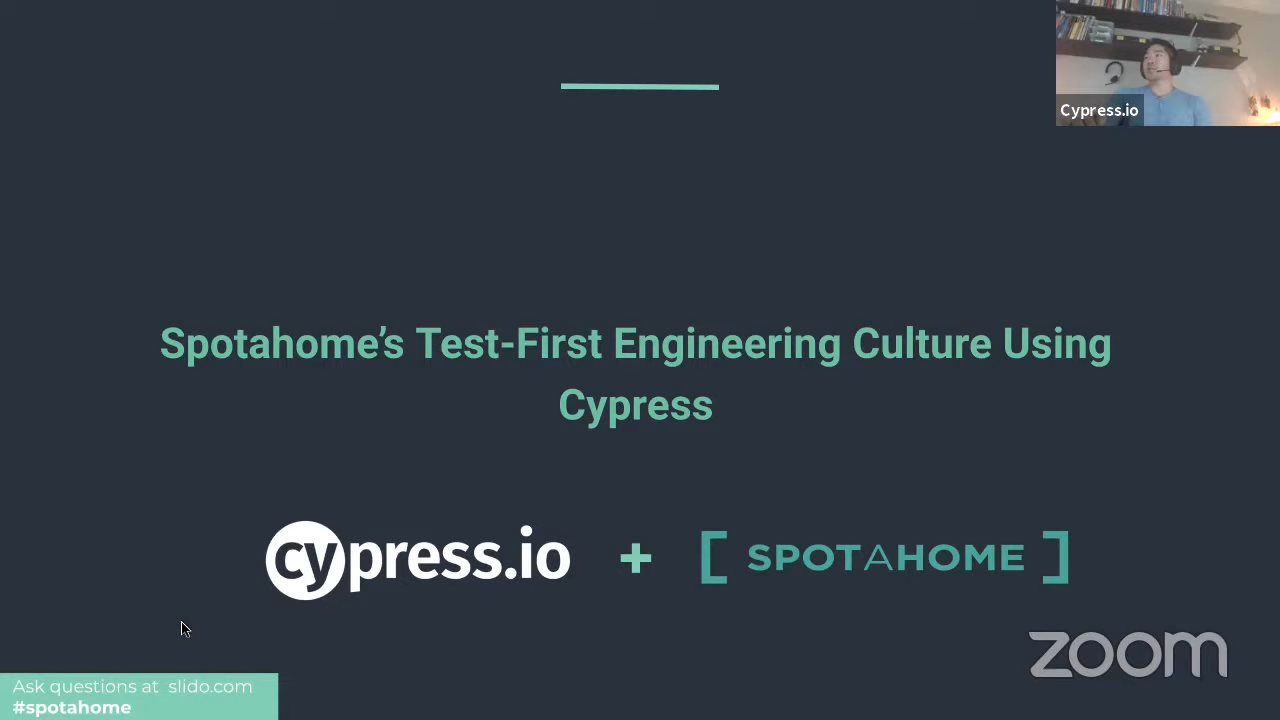 Cypress.io
Spotahome’s Test-First Engineering Culture Using
Cypress
cypress.io + [ SPOTAHOME ]
zoom
Ask questions at slido.com
#spotahome